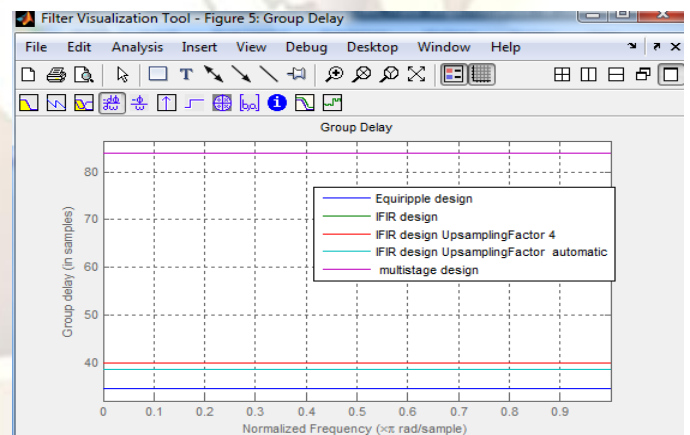 Filter Visualization Tool - Figure 5: Group Delay
File Edit Analysis Insert View Debug Desktop Window Help
Group Delay
Group delay (in samples)
80
70
60
50
40
Equiripple design
IFIR design
IFIR design UpsamplingFactor 4
IFIR design UpsamplingFactor automatic
multistage design
0 0.1 0.2 0.3 0.4 0.5 0.6 0.7 0.8 0.9
Normalized Frequency (×π rad/sample)